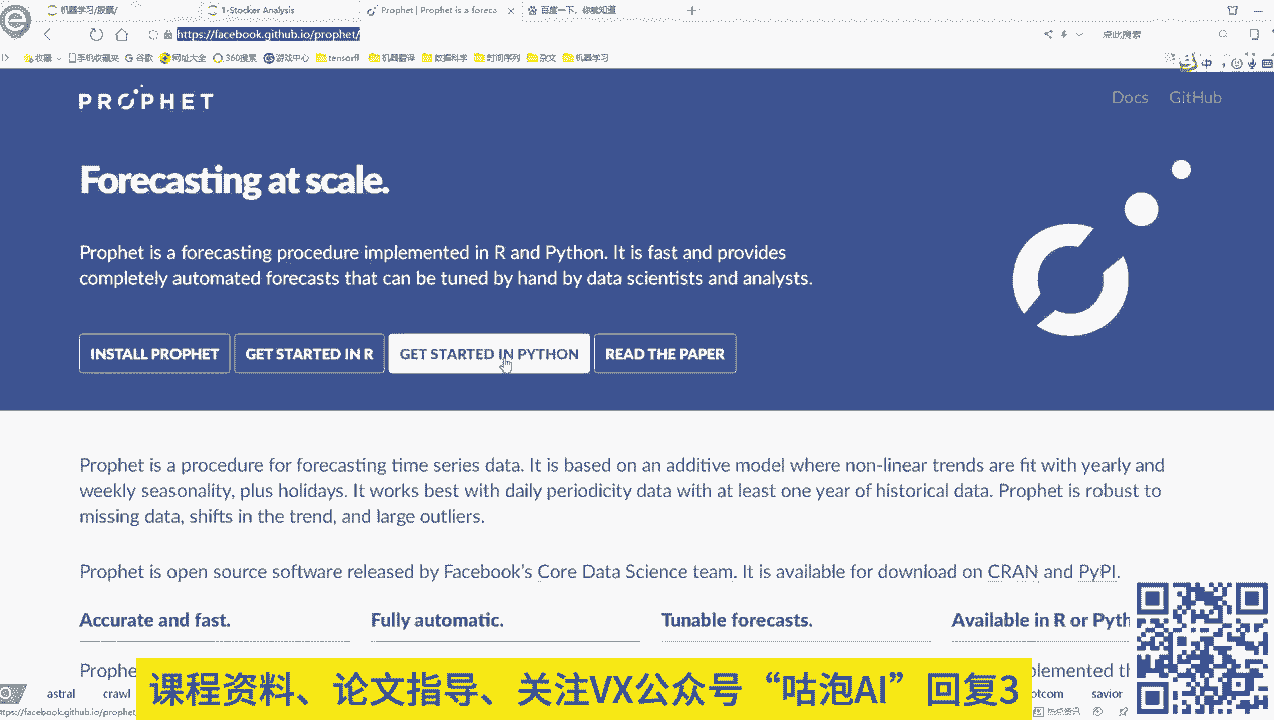 机器学习/股票/
1-Stocker Analysis
Prophet | Prophet is a foreca
百度一下，你就知道
https://facebook.github.io/prophet/
点此搜索
收藏
手机收藏夹
谷歌
网址大全
360搜索
游戏中心
tensorfl
机器翻译
数据科学
时间序列
杂文
机器学习
中
PROPHET
Docs
GitHub
Forecasting at scale.
Prophet is a forecasting procedure implemented in R and Python. It is fast and provides
completely automated forecasts that can be tuned by hand by data scientists and analysts.
INSTALL PROPHET
GET STARTED IN R
GET STARTED IN PYTHON
READ THE PAPER
Prophet is a procedure for forecasting time series data. It is based on an additive model where non-linear trends are fit with yearly and
weekly seasonality, plus holidays. It works best with daily periodicity data with at least one year of historical data. Prophet is robust to
missing data, shifts in the trend, and large outliers.
Prophet is open source software released by Facebook's Core Data Science team. It is available for download on CRAN and PyPI.
Accurate and fast.
Fully automatic.
Tunable forecasts.
Available in R or Pyth
Prophe
plemented th
课程资料、论文指导、关注VX公众号“咕泡AI”回复3
astral
crawl
otcom
savior
ttps://facebook.github.io/prophet